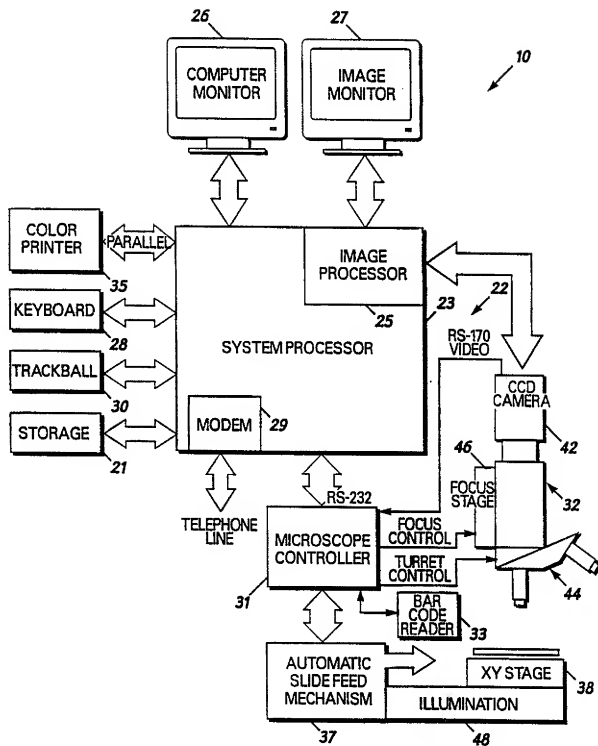 26
27
10
COMPUTER
MONITOR
IMAGE
MONITOR
COLOR
PRINTER
PARALLEL
35
IMAGE
PROCESSOR
25
23
22
KEYBOARD
28
SYSTEM PROCESSOR
RS-170
VIDEO
TRACKBALL
30
CCD
CAMERA
42
STORAGE
21
MODEM
29
46
FOCUS
STAGE
32
RS-232
TELEPHONE
LINE
MICROSCOPE
CONTROLLER
31
FOCUS
CONTROL
TURRET
CONTROL
44
BAR
CODE
READER
33
AUTOMATIC
SLIDE FEED
MECHANISM
37
XY STAGE
38
ILLUMINATION
48